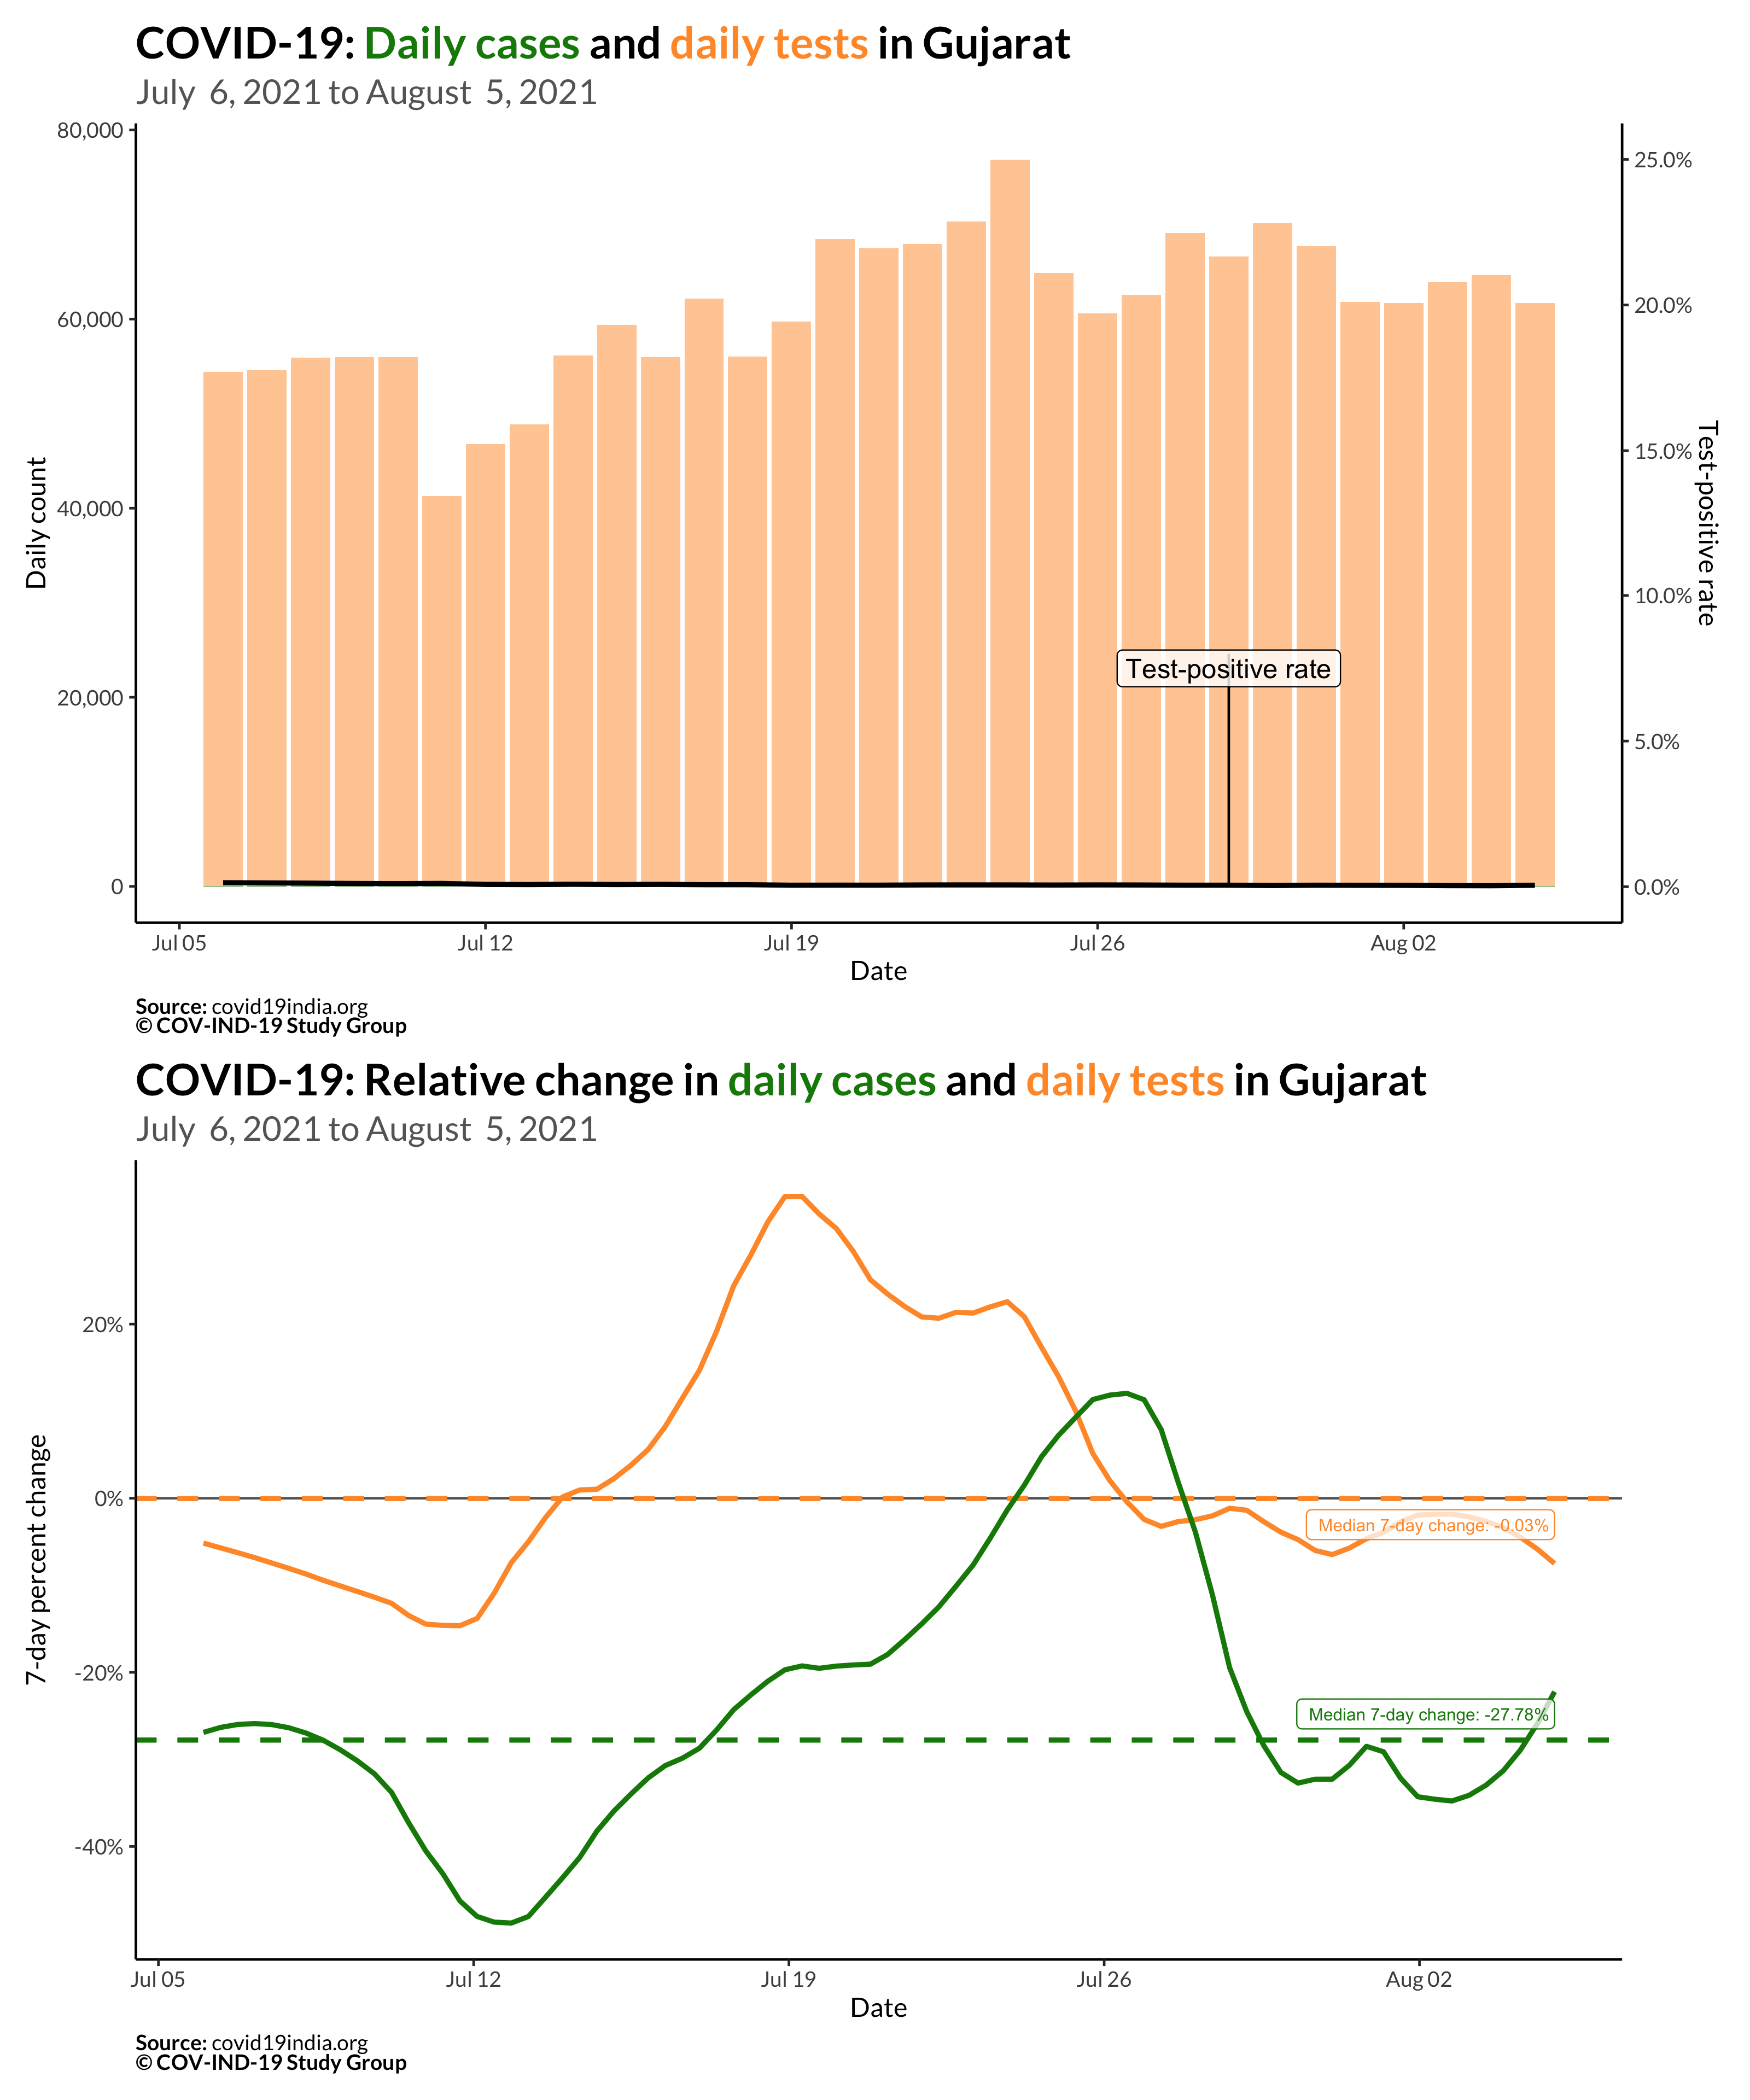 COVID-19: Daily cases and daily tests in Gujarat
July  6, 2021 to August  5, 2021
80,000
60,000
40,000
20,000
0
Daily count
25.0%
20.0%
15.0%
10.0%
5.0%
0.0%
Test-positive rate
Test-positive rate
Jul 05
Jul 12
Jul 19
Jul 26
Aug 02
Date
Source: covid19india.org
© COV-IND-19 Study Group
COVID-19: Relative change in daily cases and daily tests in Gujarat
July  6, 2021 to August  5, 2021
20%
0%
-20%
-40%
7-day percent change
Median 7-day change: -0.03%
Median 7-day change: -27.78%
Jul 05
Jul 12
Jul 19
Jul 26
Aug 02
Date
Source: covid19india.org
© COV-IND-19 Study Group